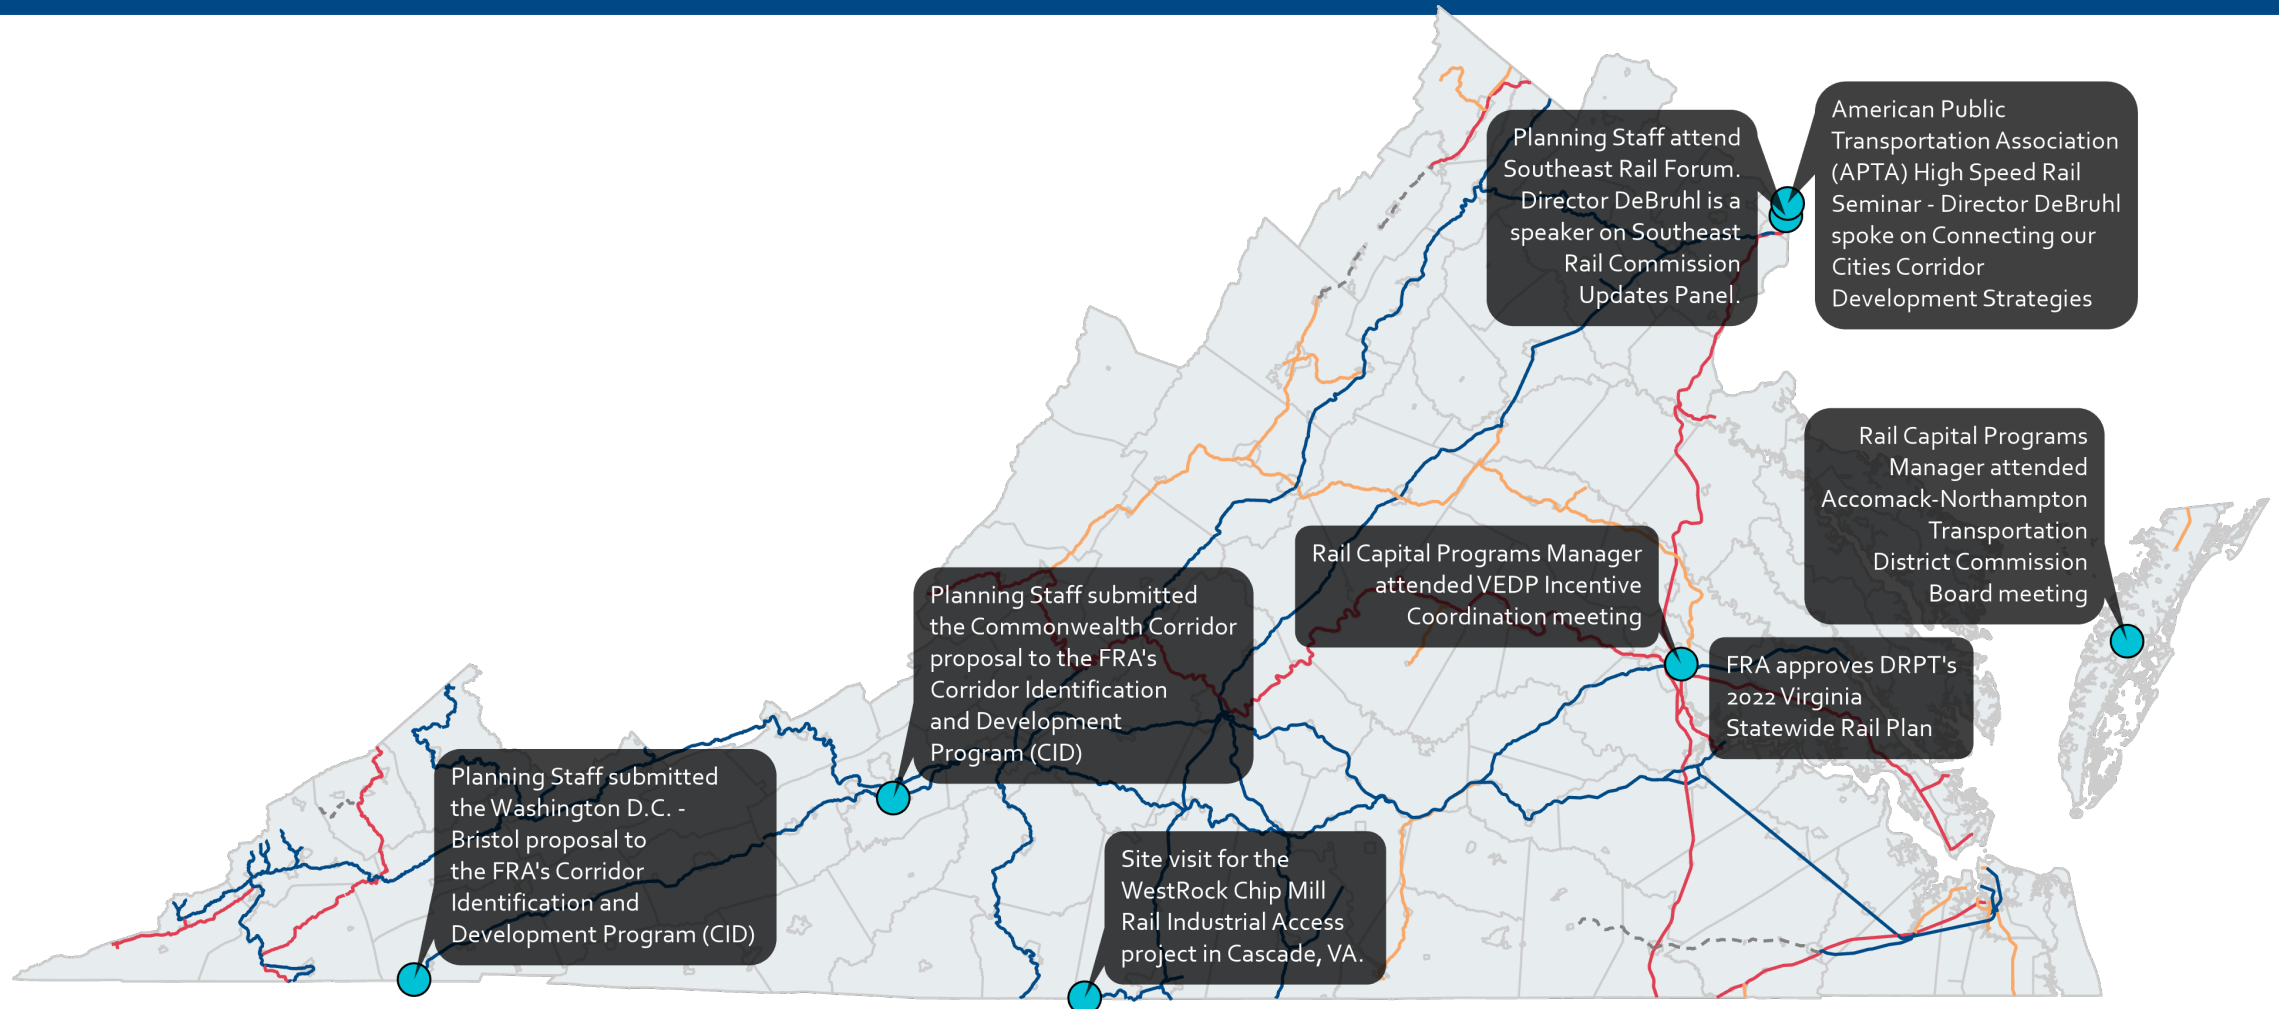 Planning Staff attend
Southeast Rail Forum.
Director DeBruhl is a
speaker on Southeast
Rail Commission
Updates Panel.
American Public
Transportation Association
(APTA) High Speed Rail
Seminar - Director DeBruhl
spoke on Connecting our
Cities Corridor
Development Strategies
Rail Capital Programs
Manager attended
Accomack-Northampton
Transportation
District Commission
Board meeting
Rail Capital Programs Manager
attended VEDP Incentive
Coordination meeting
Planning Staff submitted
the Commonwealth Corridor
proposal to the FRA's
Corridor Identification
and Development
Program (CID)
FRA approves DRPT's
2022 Virginia
Statewide Rail Plan
Planning Staff submitted
the Washington D.C. -
Bristol proposal to
the FRA's Corridor
Identification and
Development Program (CID)
Site visit for the
WestRock Chip Mill
Rail Industrial Access
project in Cascade, VA.